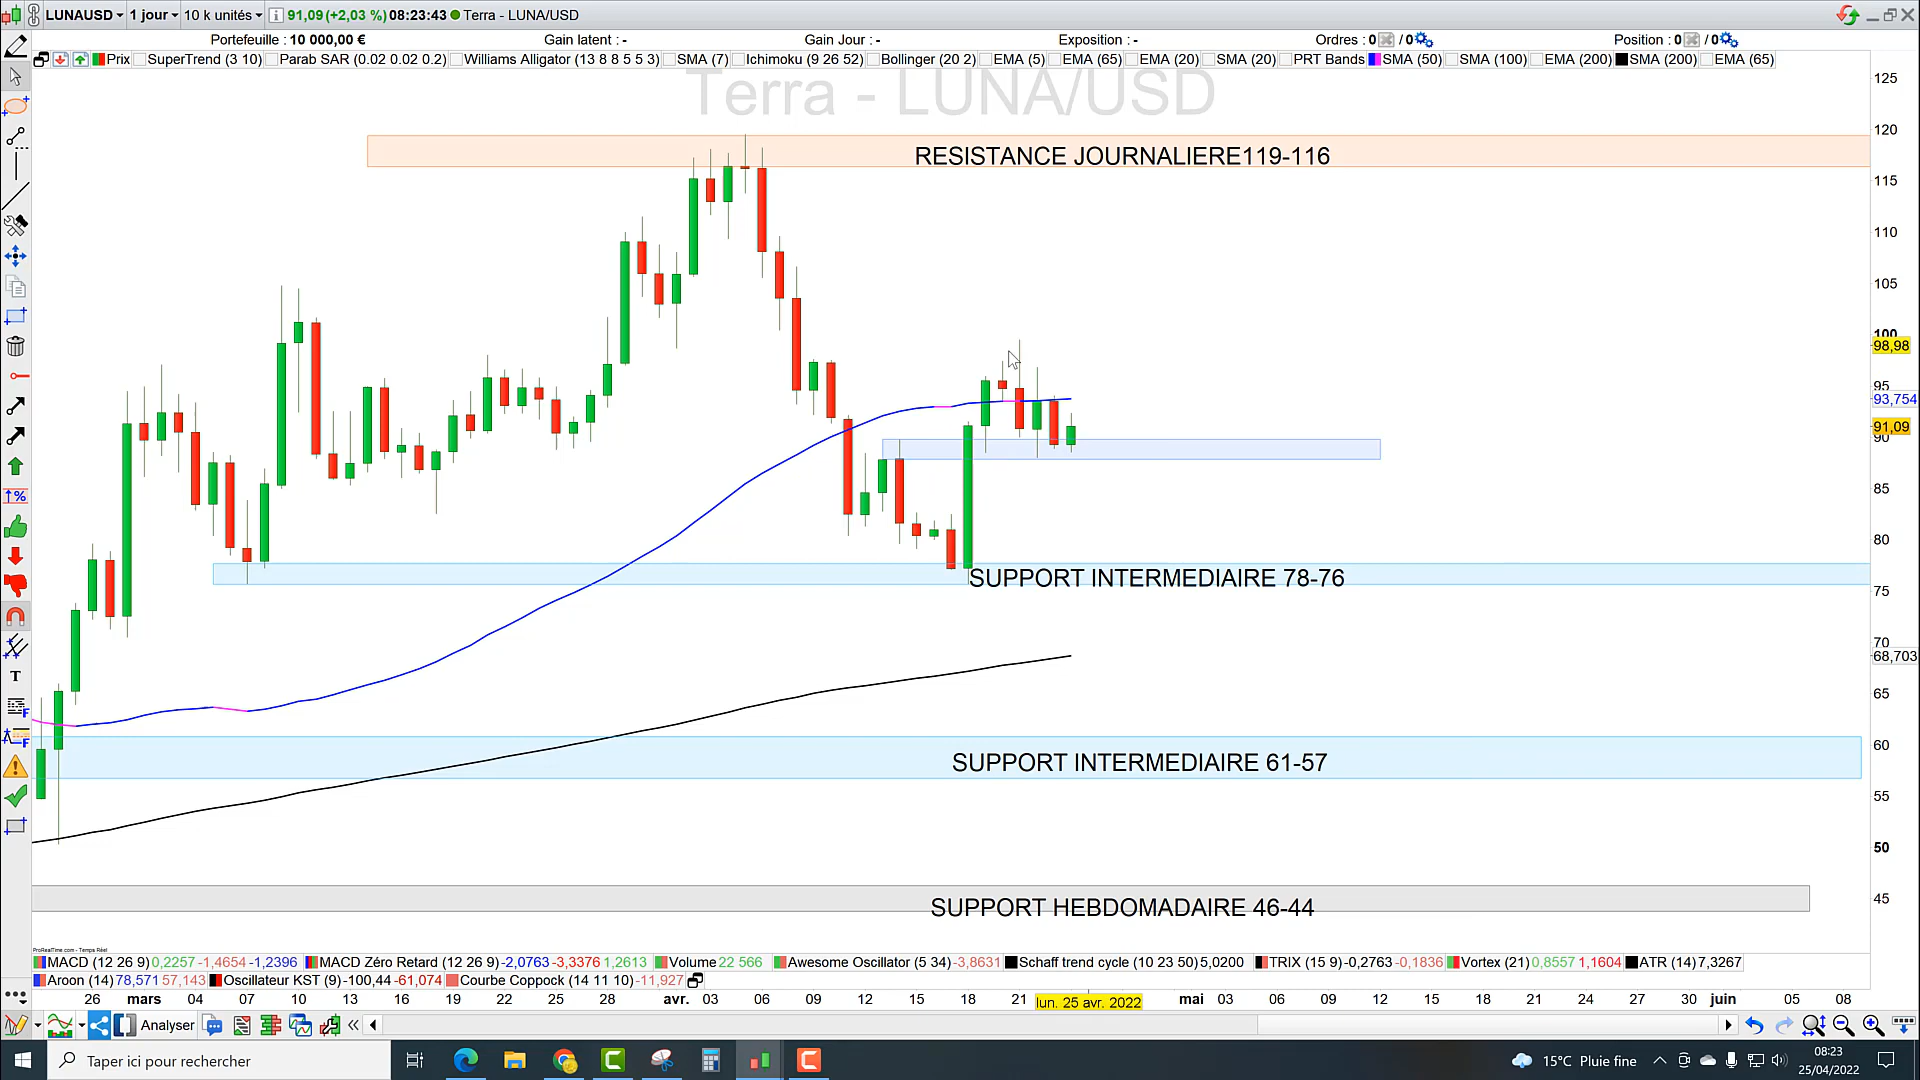 LUNAUSD 1 jour 10 k unités 91,09 (+2,03 %) 08:23:43 Terra - LUNA/USD
Portefeuille : 10 000,00 € Gain latent : - Gain Jour : - Exposition : - Ordres : 0 / 0 Position : 0 / 0
Prix SuperTrend (3 10) Parab SAR (0.02 0.02 0.2) Williams Alligator (13 8 8 5 5 3) SMA (7) Ichimoku (9 26 52) Bollinger (20 2) EMA (5) EMA (65) EMA (20) SMA (20) PRT Bands SMA (50) SMA (100) EMA (200) SMA (200) EMA (65)
Terra - LUNA/USD
125
120
RESISTANCE JOURNALIERE119-116
115
110
105
100
98,98
95
93,754
91,09
90
85
80
SUPPORT INTERMEDIAIRE 78-76
75
70
68,703
65
60
SUPPORT INTERMEDIAIRE 61-57
55
50
45
SUPPORT HEBDOMADAIRE 46-44
ProRealTime.com - Temps Réel
MACD (12 26 9) 0,2257 -1,4654 -1,2396 MACD Zéro Retard (12 26 9) -2,0763 -3,3376 1,2613 Volume 22 566 Awesome Oscillator (5 34) -3,8631 Schaff trend cycle (10 23 50) 5,0200 TRIX (15 9) -0,2763 -0,1836 Vortex (21) 0,8557 1,1604 ATR (14) 7,3267
Aroon (14) 78,571 57,143 Oscillateur KST (9) -100,44 -61,074 Courbe Coppock (14 11 10) -11,927
26 mars 04 07 10 13 16 19 22 25 28 avr. 03 06 09 12 15 18 21 lun. 25 avr. 2022 mai 03 06 09 12 15 18 21 24 27 30 juin 05 08
Analyser
Taper ici pour rechercher 15°C Pluie fine 08:23
25/04/2022